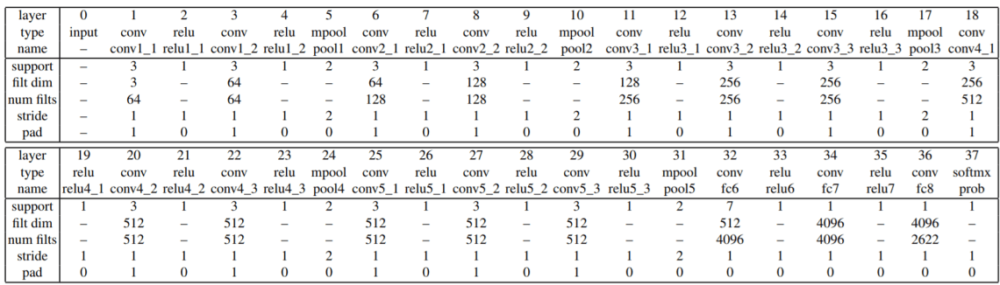 layer 0 1 2 3 4 5 6 7 8 9 10 11 12 13 14 15 16 17 18
type input conv relu conv relu mpool conv relu conv relu mpool conv relu conv relu conv relu mpool conv
name – conv1_1 relu1_1 conv1_2 relu1_2 pool1 conv2_1 relu2_1 conv2_2 relu2_2 pool2 conv3_1 relu3_1 conv3_2 relu3_2 conv3_3 relu3_3 pool3 conv4_1
support – 3 1 3 1 2 3 1 3 1 2 3 1 3 1 3 1 2 3
filt dim – 3 – 64 – – 64 – 128 – – 128 – 256 – 256 – – 256
num filts – 64 – 64 – – 128 – 128 – – 256 – 256 – 256 – – 512
stride – 1 1 1 1 2 1 1 1 1 2 1 1 1 1 1 1 2 1
pad – 1 0 1 0 0 1 0 1 0 0 1 0 1 0 1 0 0 1
layer 19 20 21 22 23 24 25 26 27 28 29 30 31 32 33 34 35 36 37
type relu conv relu conv relu mpool conv relu conv relu conv relu mpool conv relu conv relu conv softmx
name relu4_1 conv4_2 relu4_2 conv4_3 relu4_3 pool4 conv5_1 relu5_1 conv5_2 relu5_2 conv5_3 relu5_3 pool5 fc6 relu6 fc7 relu7 fc8 prob
support 1 3 1 3 1 2 3 1 3 1 3 1 2 7 1 1 1 1 1
filt dim – 512 – 512 – – 512 – 512 – 512 – – 512 – 4096 – 4096 –
num filts – 512 – 512 – – 512 – 512 – 512 – – 4096 – 4096 – 2622 –
stride 1 1 1 1 1 2 1 1 1 1 1 1 2 1 1 1 1 1 1
pad 0 1 0 1 0 0 1 0 1 0 1 0 0 0 0 0 0 0 0